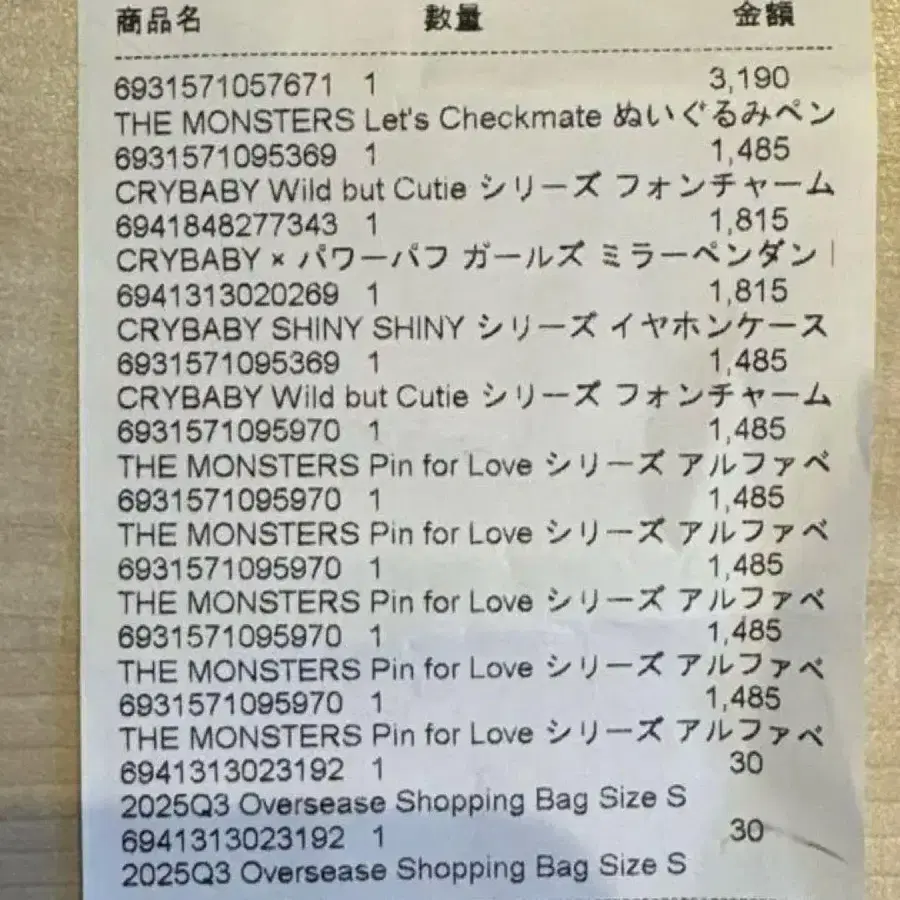 商品名 數量 金額
6931571057671 1 3,190
THE MONSTERS Let's Checkmate ぬいぐるみペン
6931571095369 1 1,485
CRYBABY Wild but Cutie シリーズ フォンチャーム
6941848277343 1 1,815
CRYBABY × パワーパフ ガールズ ミラーペンダン
6941313020269 1 1,815
CRYBABY SHINY SHINY シリーズ イヤホンケース
6931571095369 1 1,485
CRYBABY Wild but Cutie シリーズ フォンチャーム
6931571095970 1 1,485
THE MONSTERS Pin for Love シリーズ アルファベ
6931571095970 1 1,485
THE MONSTERS Pin for Love シリーズ アルファベ
6931571095970 1 1,485
THE MONSTERS Pin for Love シリーズ アルファベ
6931571095970 1 1,485
THE MONSTERS Pin for Love シリーズ アルファベ
6931571095970 1 1,485
THE MONSTERS Pin for Love シリーズ アルファベ
6941313023192 1 30
2025Q3 Oversease Shopping Bag Size S
6941313023192 1 30
2025Q3 Oversease Shopping Bag Size S